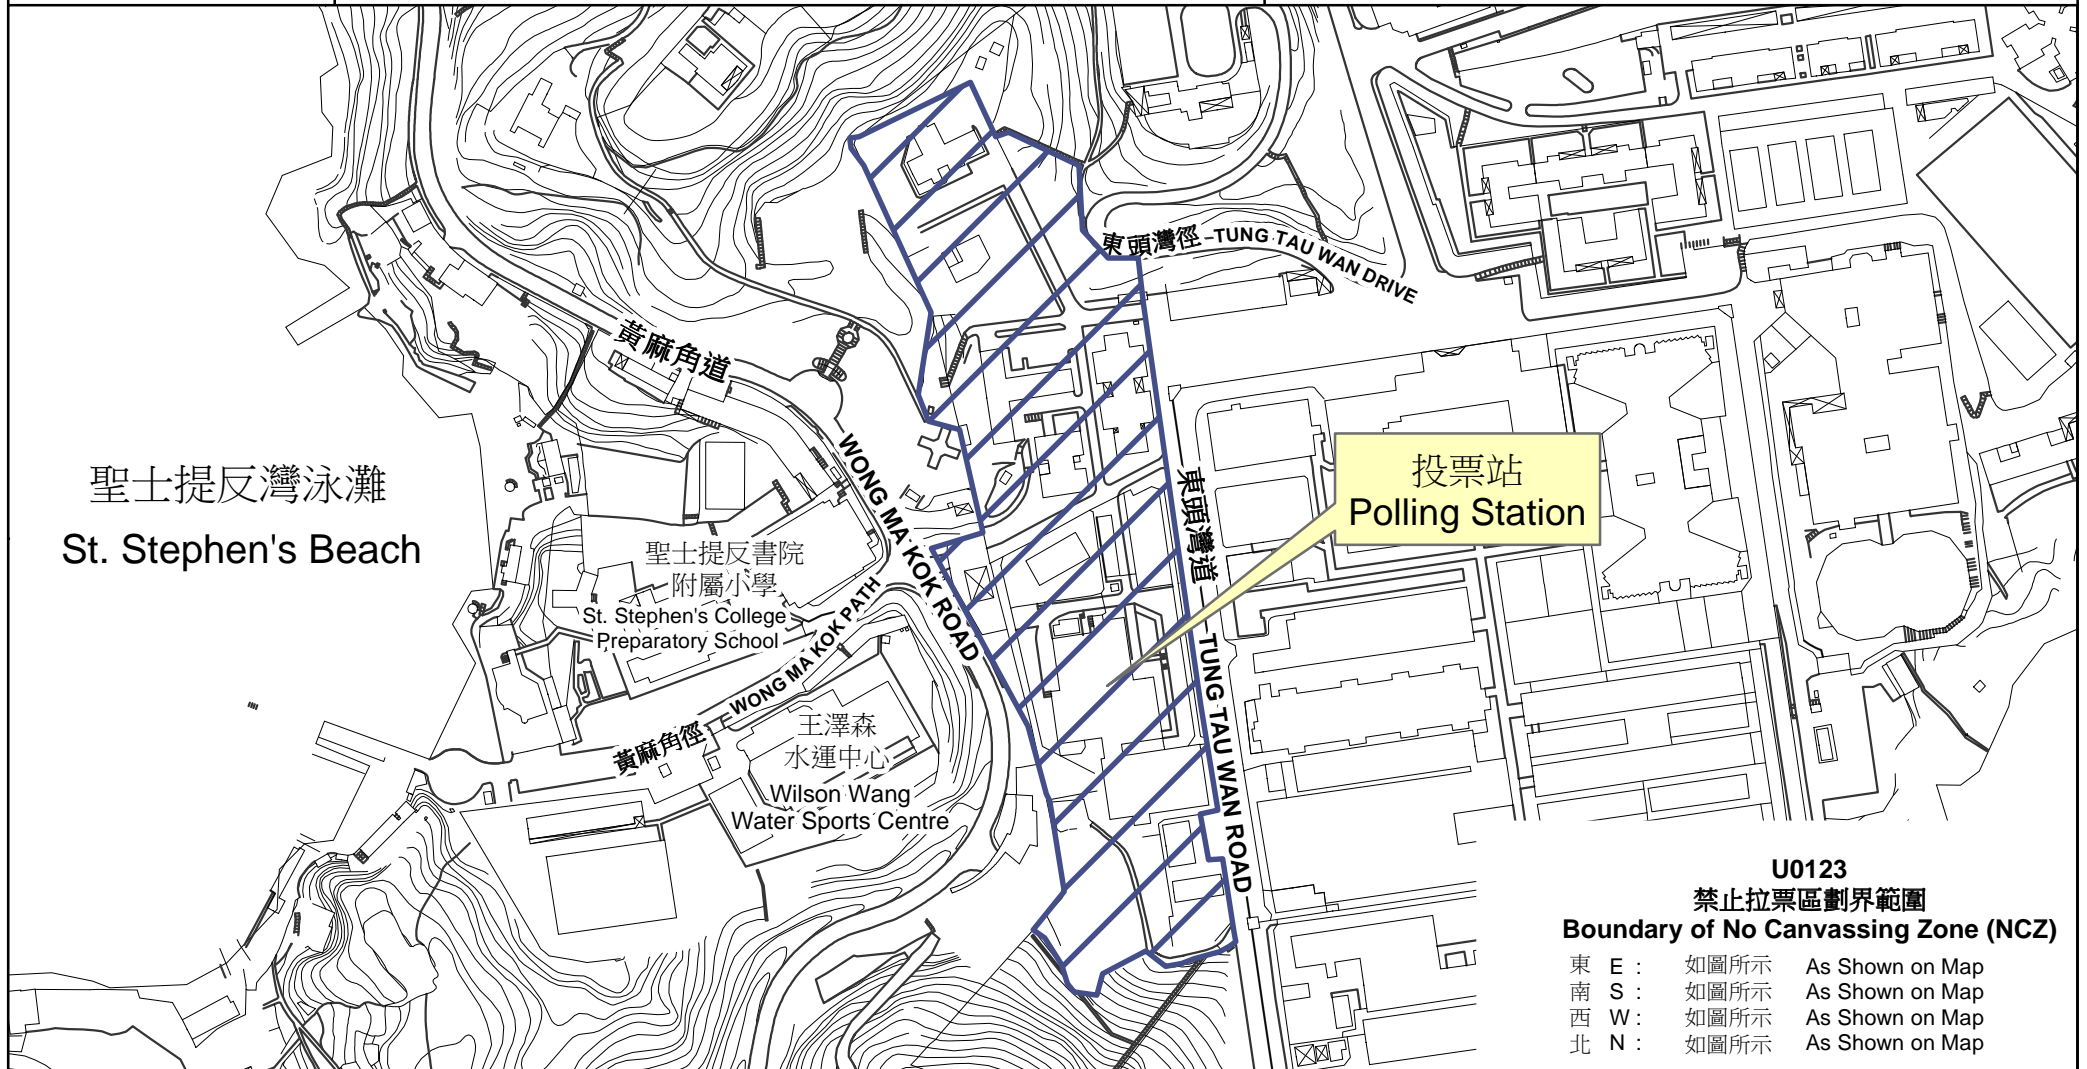 東頭灣徑 TUNG TAU WAN DRIVE
黃麻角道
WONG MA KOK ROAD
聖士提反灣泳灘
St. Stephen's Beach
投票站
Polling Station
東頭灣道
TUNG TAU WAN ROAD
聖士提反書院
附屬小學
St. Stephen's College
Preparatory School
黃麻角徑 WONG MA KOK PATH
王澤森
水運中心
Wilson Wang
Water Sports Centre
U0123
禁止拉票區劃界範圍
Boundary of No Canvassing Zone (NCZ)
東 E : 如圖所示 As Shown on Map
南 S : 如圖所示 As Shown on Map
西 W : 如圖所示 As Shown on Map
北 N : 如圖所示 As Shown on Map